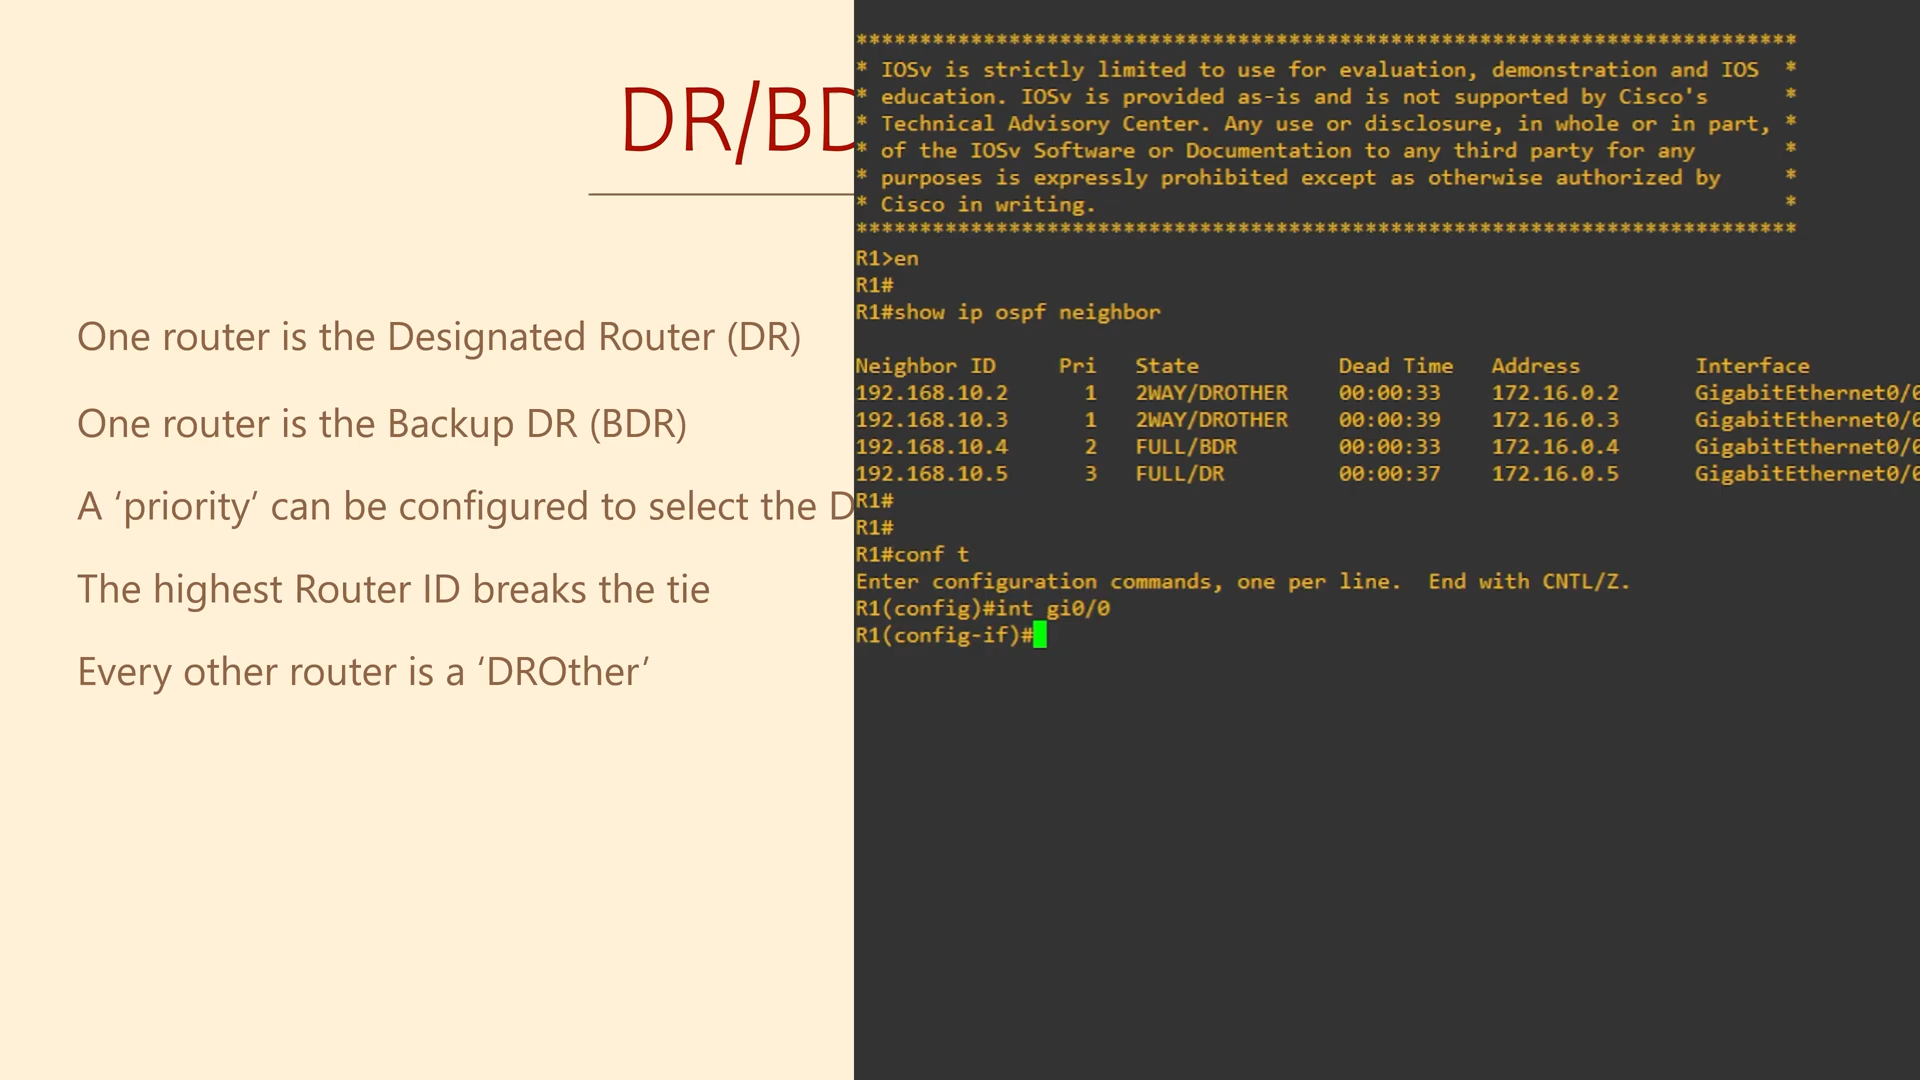 DR/BD
One router is the Designated Router (DR)
One router is the Backup DR (BDR)
A ‘priority’ can be configured to select the D
The highest Router ID breaks the tie
Every other router is a ‘DROther’
**************************************************************************
* IOSv is strictly limited to use for evaluation, demonstration and IOS  *
* education. IOSv is provided as-is and is not supported by Cisco's      *
* Technical Advisory Center. Any use or disclosure, in whole or in part, *
* of the IOSv Software or Documentation to any third party for any       *
* purposes is expressly prohibited except as otherwise authorized by     *
* Cisco in writing.                                                      *
**************************************************************************
R1>en
R1#
R1#show ip ospf neighbor
Neighbor ID     Pri   State           Dead Time   Address         Interface
192.168.10.2      1   2WAY/DROTHER    00:00:33    172.16.0.2      GigabitEthernet0/0
192.168.10.3      1   2WAY/DROTHER    00:00:39    172.16.0.3      GigabitEthernet0/0
192.168.10.4      2   FULL/BDR        00:00:33    172.16.0.4      GigabitEthernet0/0
192.168.10.5      3   FULL/DR         00:00:37    172.16.0.5      GigabitEthernet0/0
R1#
R1#
R1#conf t
Enter configuration commands, one per line.  End with CNTL/Z.
R1(config)#int gi0/0
R1(config-if)#